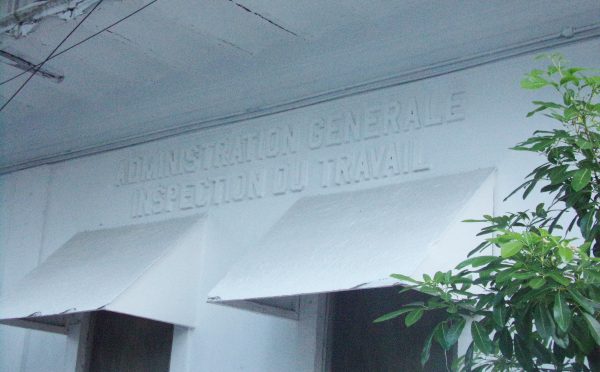 ADMINISTRATION GENERALE
INSPECTION DU TRAVAIL